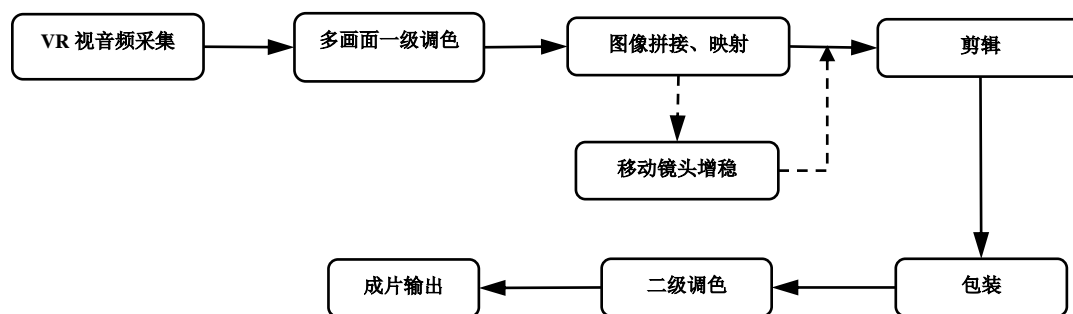 VR 视音频采集
多画面一级调色
图像拼接、映射
剪辑
移动镜头增稳
成片输出
二级调色
包装